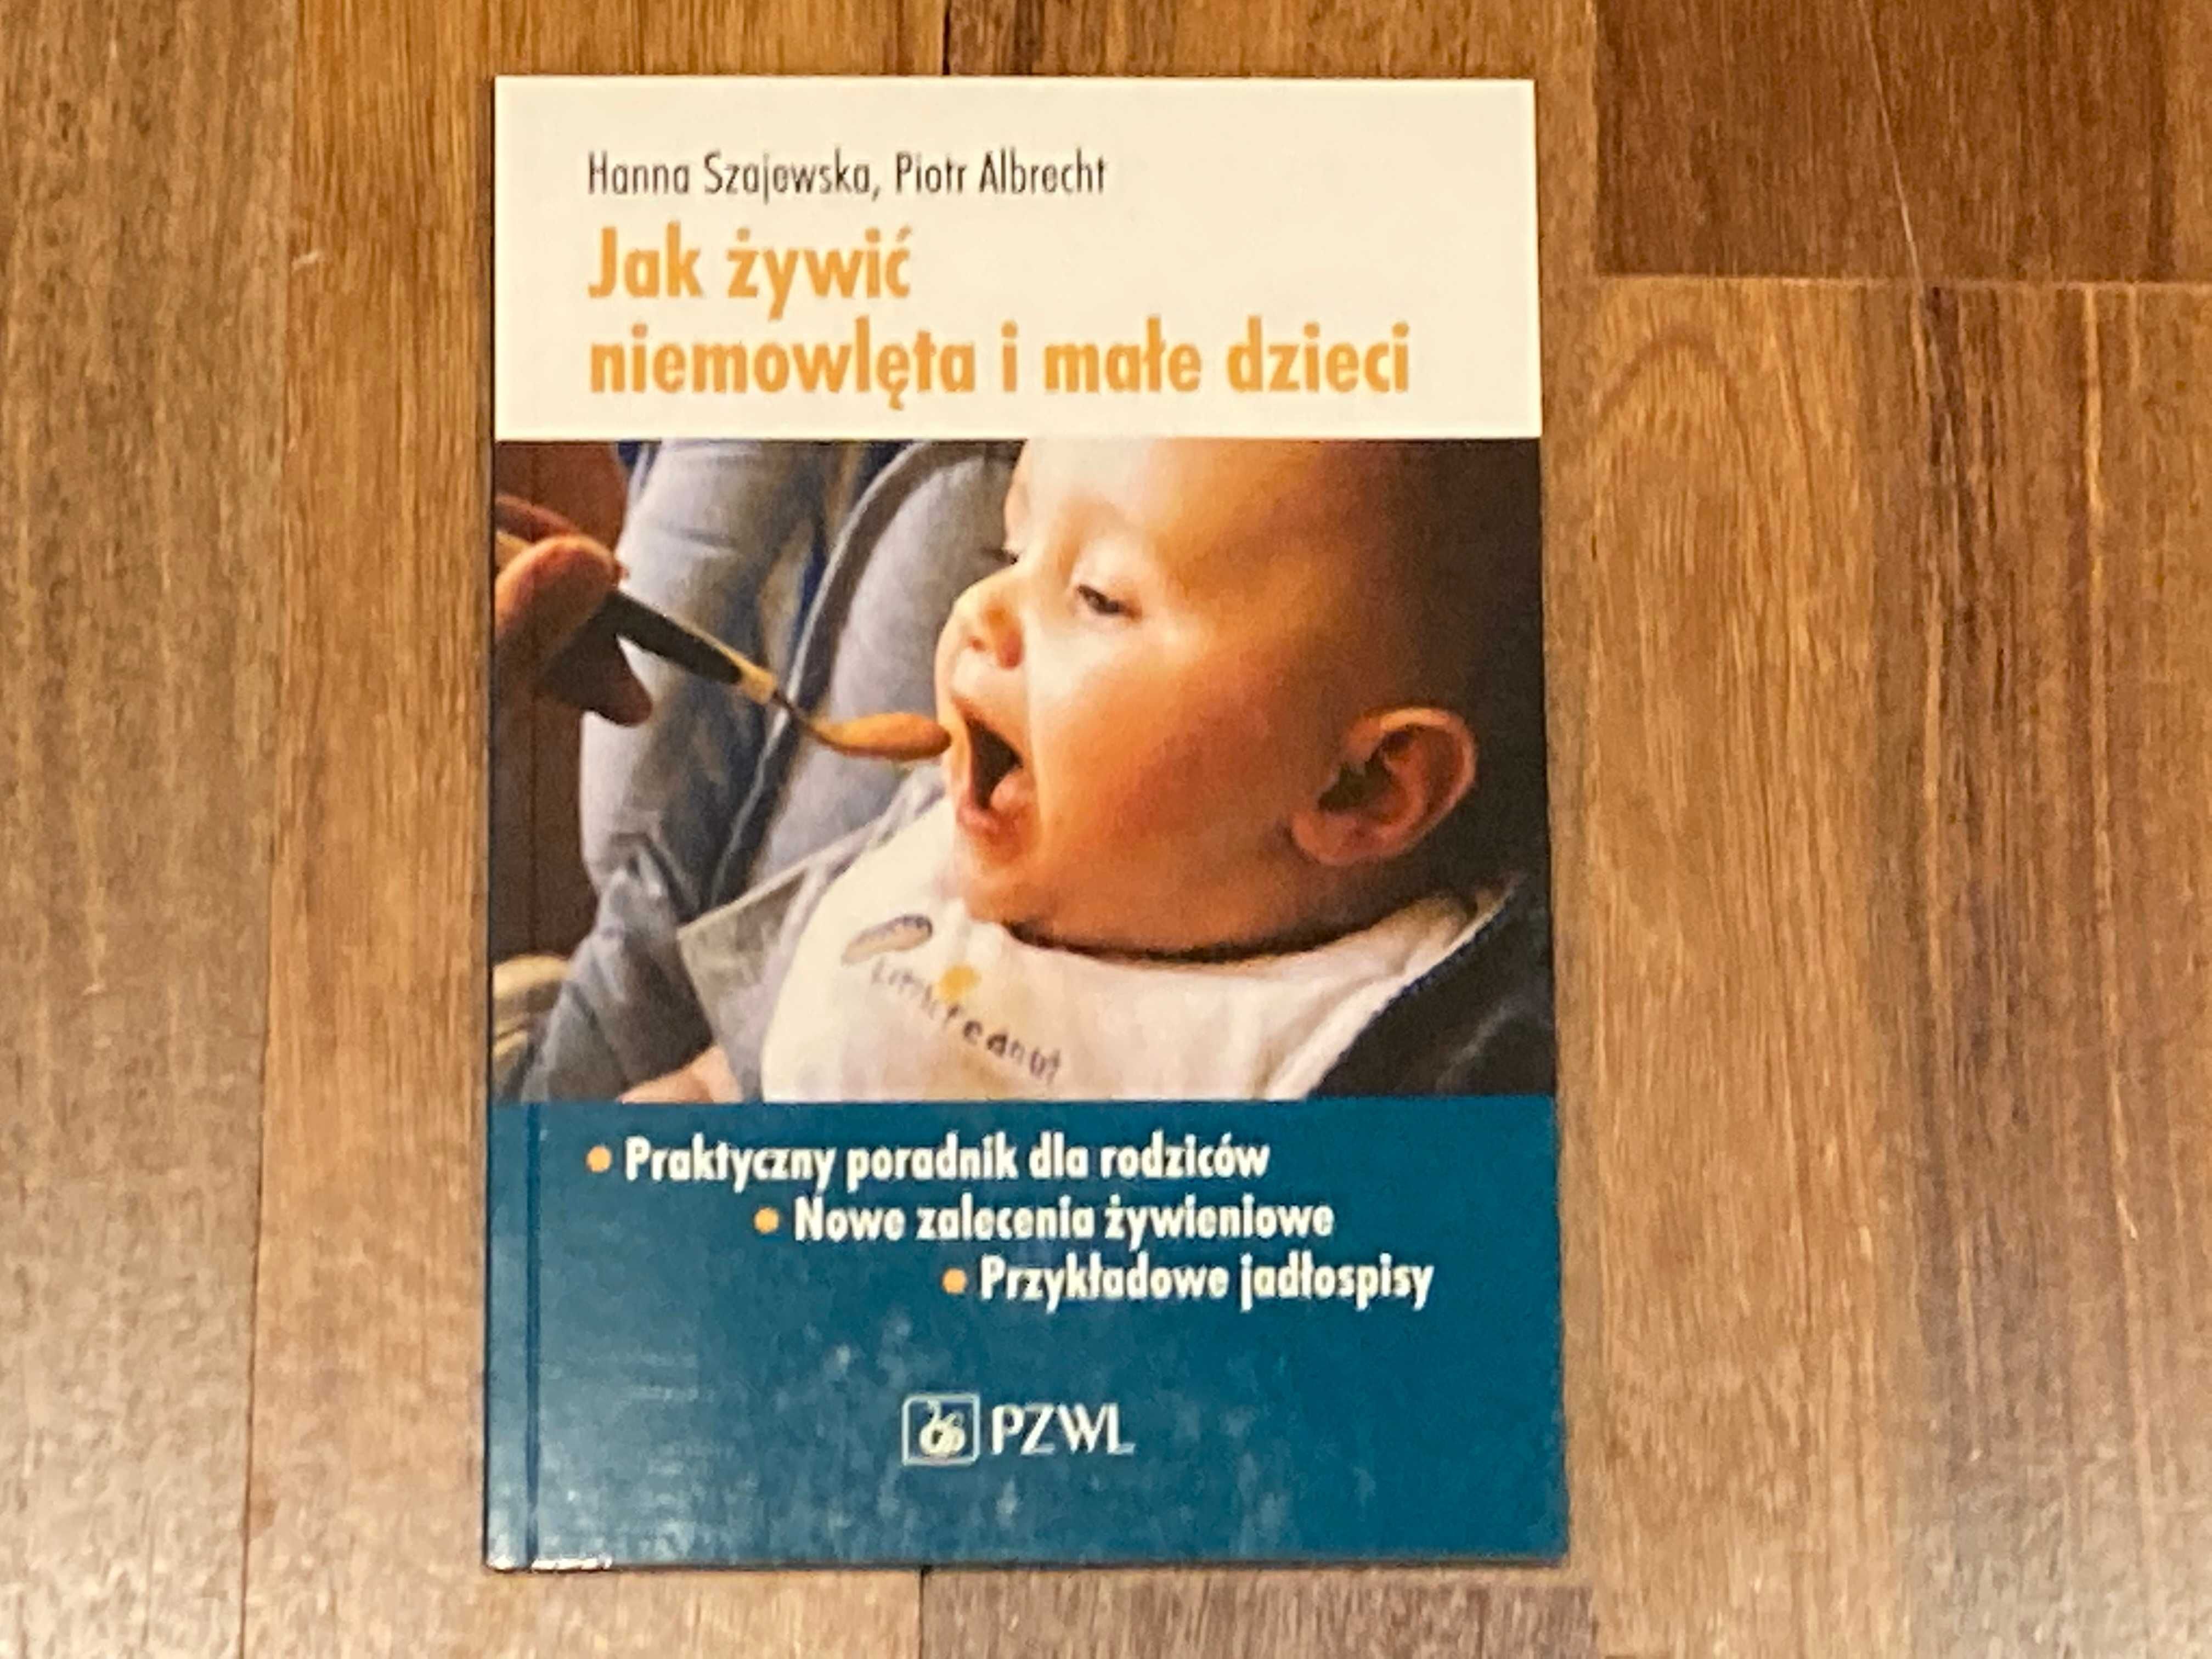 Hanna Szajewska, Piotr Albrecht
Jak żywić
niemowlęta i małe dzieci
• Praktyczny poradnik dla rodziców
• Nowe zalecenia żywieniowe
• Przykładowe jadłospisy
PZWL